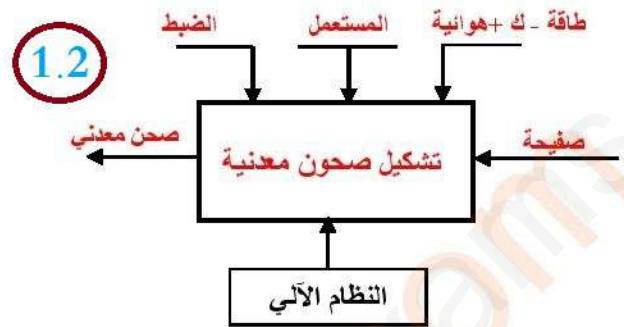 1.2
طاقة - ك +هوائية
المستعمل
الضبط
صفيحة
تشكيل صحون معدنية
صحن معدني
النظام الآلي